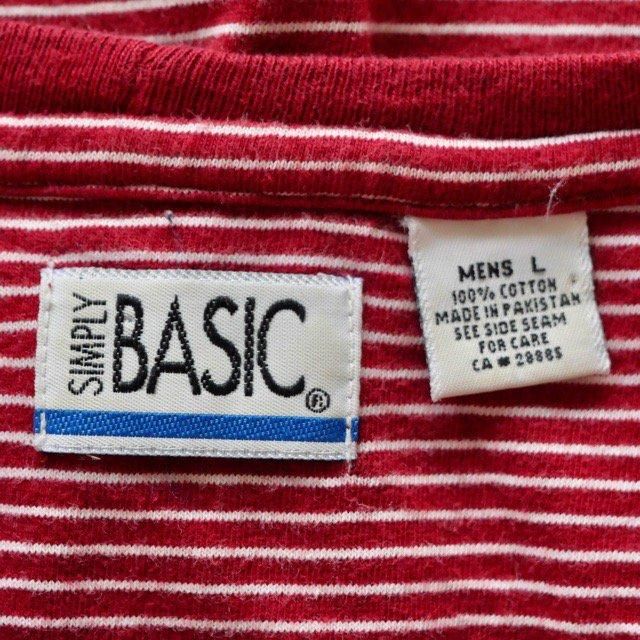 SIMPLY
BASIC®
MENS L
100% COTTON
MADE IN PAKISTAN
SEE SIDE SEAM
FOR CARE
CA # 28885